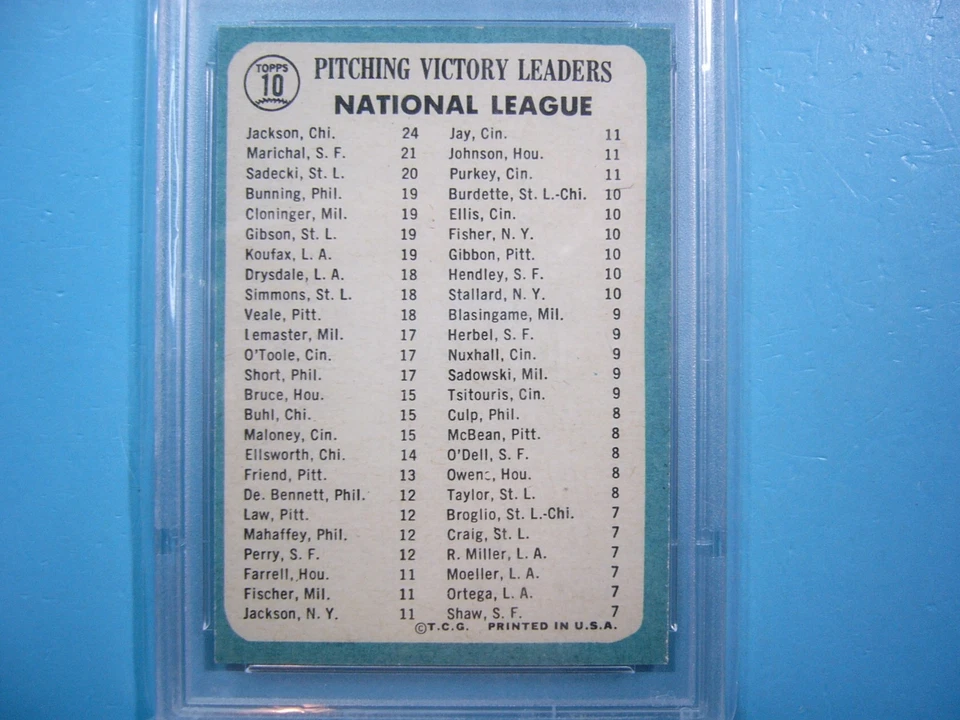 TOPPS
10
PITCHING VICTORY LEADERS
NATIONAL LEAGUE
Jackson, Chi. 24
Marichal, S. F. 21
Sadecki, St. L. 20
Bunning, Phil. 19
Cloninger, Mil. 19
Gibson, St. L. 19
Koufax, L. A. 19
Drysdale, L. A. 18
Simmons, St. L. 18
Veale, Pitt. 18
Lemaster, Mil. 17
O'Toole, Cin. 17
Short, Phil. 17
Bruce, Hou. 15
Buhl, Chi. 15
Maloney, Cin. 15
Ellsworth, Chi. 14
Friend, Pitt. 13
De. Bennett, Phil. 12
Law, Pitt. 12
Mahaffey, Phil. 12
Perry, S. F. 12
Farrell, Hou. 11
Fischer, Mil. 11
Jackson, N. Y. 11
Jay, Cin. 11
Johnson, Hou. 11
Purkey, Cin. 11
Burdette, St. L.-Chi. 10
Ellis, Cin. 10
Fisher, N. Y. 10
Gibbon, Pitt. 10
Hendley, S. F. 10
Stallard, N. Y. 10
Blasingame, Mil. 9
Herbel, S. F. 9
Nuxhall, Cin. 9
Sadowski, Mil. 9
Tsitouris, Cin. 9
Culp, Phil. 8
McBean, Pitt. 8
O'Dell, S. F. 8
Owens, Hou. 8
Taylor, St. L. 8
Broglio, St. L.-Chi. 7
Craig, St. L. 7
R. Miller, L. A. 7
Moeller, L. A. 7
Ortega, L. A. 7
Shaw, S. F. 7
©T.C.G. PRINTED IN U.S.A.